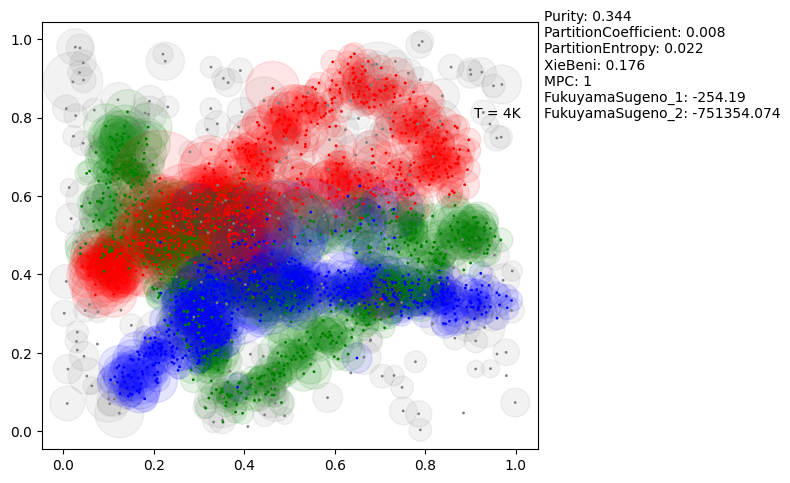 Purity: 0.344
PartitionCoefficient: 0.008
PartitionEntropy: 0.022
XieBeni: 0.176
MPC: 1
FukuyamaSugeno_1: -254.19
FukuyamaSugeno_2: -751354.074
T = 4K
1.0
0.8
0.6
0.4
0.2
0.0
0.0 0.2 0.4 0.6 0.8 1.0